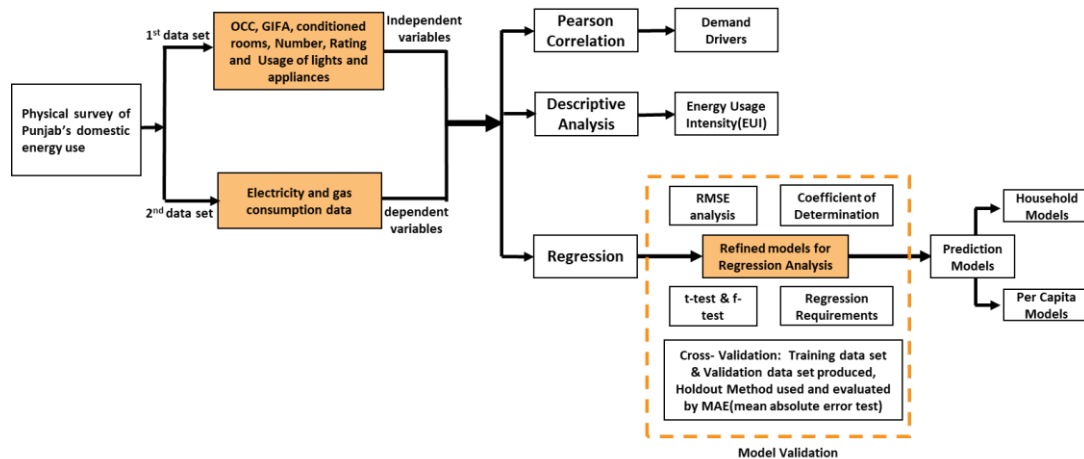 Physical survey of
Punjab's domestic
energy use
1st data set
OCC, GIFA, conditioned
rooms, Number, Rating
and Usage of lights and
appliances
Independent
variables
2nd data set
Electricity and gas
consumption data
dependent
variables
Pearson
Correlation
Demand
Drivers
Descriptive
Analysis
Energy Usage
Intensity(EUI)
Regression
RMSE
analysis
Coefficient of
Determination
Refined models for
Regression Analysis
t-test & f-
test
Regression
Requirements
Cross- Validation: Training data set
& Validation data set produced,
Holdout Method used and evaluated
by MAE(mean absolute error test)
Model Validation
Prediction
Models
Household
Models
Per Capita
Models